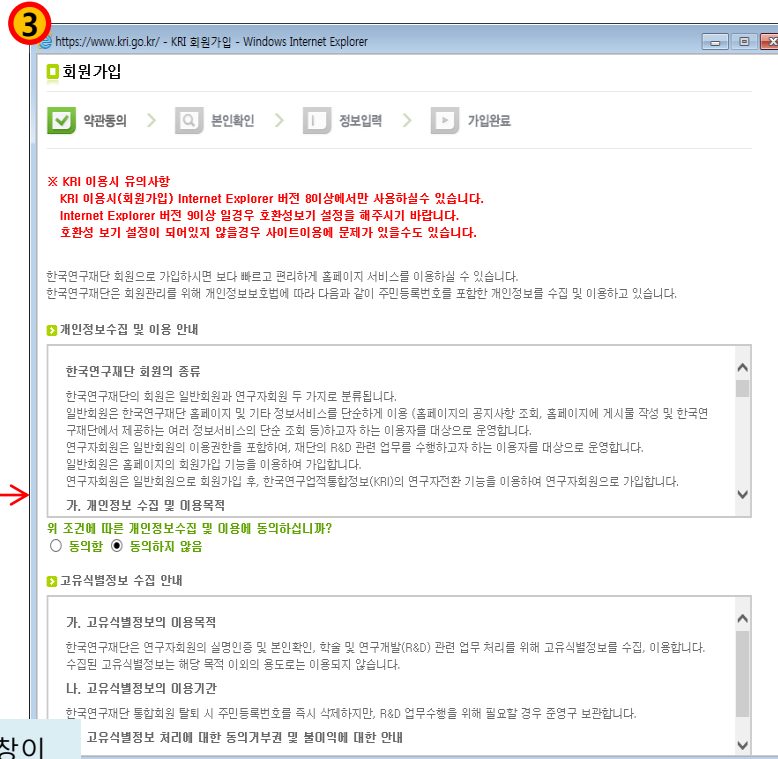 3
https://www.kri.go.kr/ - KRI 회원가입 - Windows Internet Explorer
회원가입
약관동의 > 본인확인 > 정보입력 > 가입완료
※ KRI 이용시 유의사항
KRI 이용시(회원가입) Internet Explorer 버전 8이상에서만 사용하실수 있습니다.
Internet Explorer 버전 9이상 일경우 호환성보기 설정을 해주시기 바랍니다.
호환성 보기 설정이 되어있지 않을경우 사이트이용에 문제가 있을수도 있습니다.
한국연구재단 회원으로 가입하시면 보다 빠르고 편리하게 홈페이지 서비스를 이용하실 수 있습니다.
한국연구재단은 회원관리를 위해 개인정보보호법에 따라 다음과 같이 주민등록번호를 포함한 개인정보를 수집 및 이용하고 있습니다.
개인정보수집 및 이용 안내
한국연구재단 회원의 종류
한국연구재단의 회원은 일반회원과 연구자회원 두 가지로 분류됩니다.
일반회원은 한국연구재단 홈페이지 및 기타 정보서비스를 단순하게 이용 (홈페이지의 공지사항 조회, 홈페이지에 게시물 작성 및 한국연
구재단에서 제공하는 여러 정보서비스의 단순 조회 등)하고자 하는 이용자를 대상으로 운영합니다.
연구자회원은 일반회원의 이용권한을 포함하여, 재단의 R&D 관련 업무를 수행하고자 하는 이용자를 대상으로 운영합니다.
일반회원은 홈페이지의 회원가입 기능을 이용하여 가입합니다.
연구자회원은 일반회원으로 회원가입 후, 한국연구업적통합정보(KRI)의 연구자전환 기능을 이용하여 연구자회원으로 가입합니다.
가. 개인정보 수집 및 이용목적
위 조건에 따른 개인정보수집 및 이용에 동의하십니까?
동의함 동의하지 않음
고유식별정보 수집 안내
가. 고유식별정보의 이용목적
한국연구재단은 연구자회원의 실명인증 및 본인확인, 학술 및 연구개발(R&D) 관련 업무 처리를 위해 고유식별정보를 수집, 이용합니다.
수집된 고유식별정보는 해당 목적 이외의 용도로는 이용되지 않습니다.
나. 고유식별정보의 이용기간
한국연구재단 통합회원 탈퇴 시 주민등록번호를 즉시 삭제하지만, R&D 업무수행을 위해 필요할 경우 준영구 보관합니다.
고유식별정보 처리에 대한 동의거부권 및 불이익에 대한 안내
창이